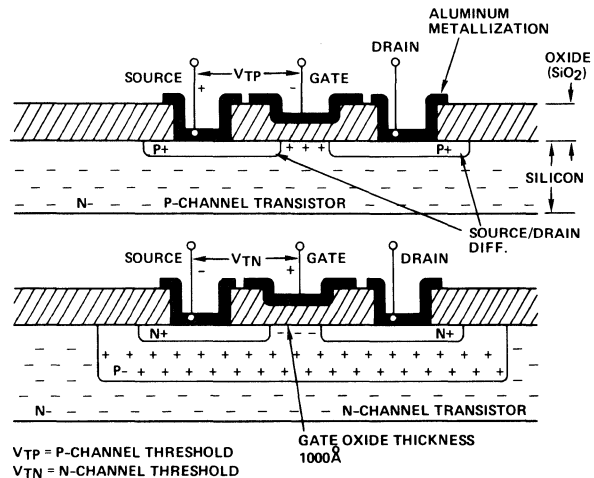 ALUMINUM
METALLIZATION
DRAIN
OXIDE
(SiO2)
SOURCE
VTP
GATE
+
−
P+
+ + +
P+
SILICON
N-
P-CHANNEL TRANSISTOR
SOURCE/DRAIN
DIFF.
SOURCE
VTN
GATE
DRAIN
−
+
N+
- - -
N+
P-
N-
N-CHANNEL TRANSISTOR
GATE OXIDE THICKNESS
1000Å
VTP = P-CHANNEL THRESHOLD
VTN = N-CHANNEL THRESHOLD